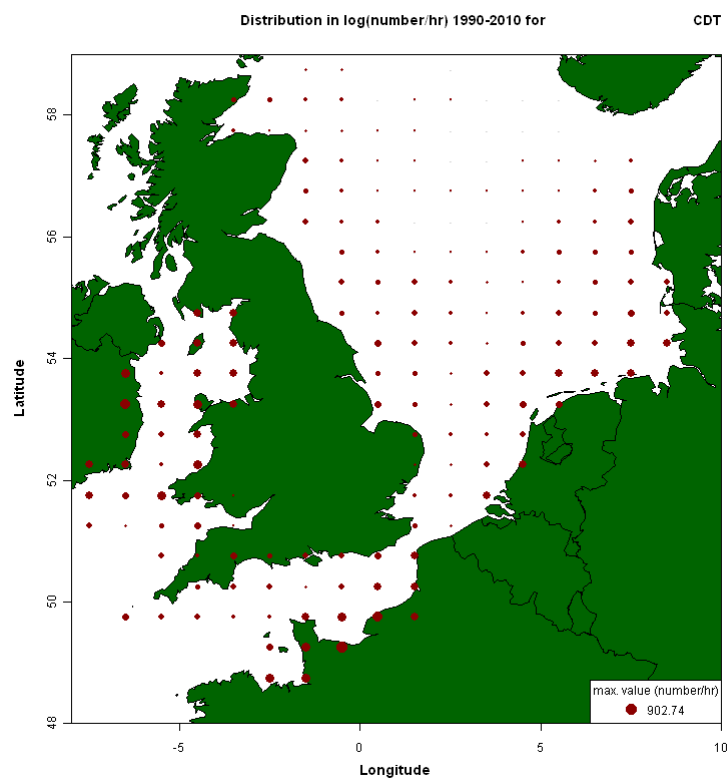 Distribution in log(number/hr) 1990-2010 for CDT
58
56
54
52
50
48
Latitude
-5 0 5 10
Longitude
max. value (number/hr)
902.74